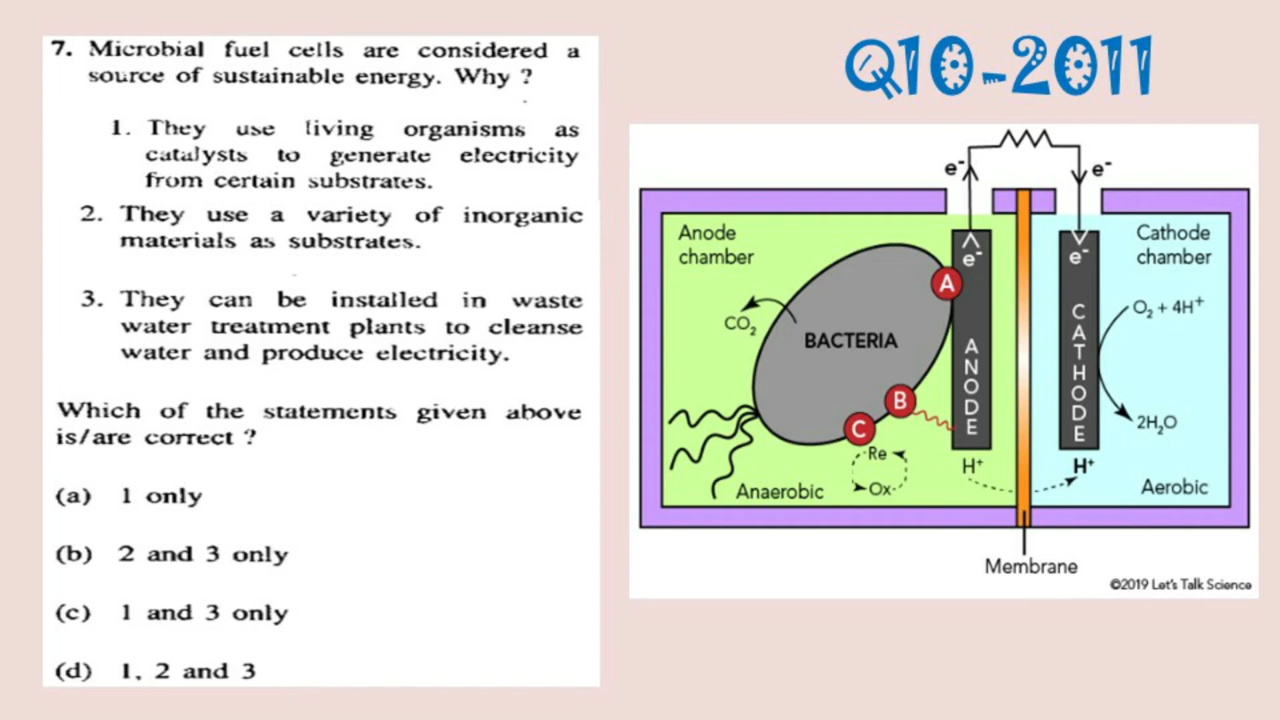 7. Microbial fuel cells are considered a
source of sustainable energy. Why ?
1. They use living organisms as
catalysts to generate electricity
from certain substrates.
2. They use a variety of inorganic
materials as substrates.
3. They can be installed in waste
water treatment plants to cleanse
water and produce electricity.
Which of the statements given above
is/are correct ?
(a) 1 only
(b) 2 and 3 only
(c) 1 and 3 only
(d) 1, 2 and 3
Q10-2011
e⁻
e⁻
Anode
chamber
Cathode
chamber
e⁻
e⁻
A
CO₂
BACTERIA
ANODE
CATHODE
O₂ + 4H⁺
2H₂O
B
C
Re
Ox
H⁺
H⁺
Anaerobic
Aerobic
Membrane
©2019 Let's Talk Science